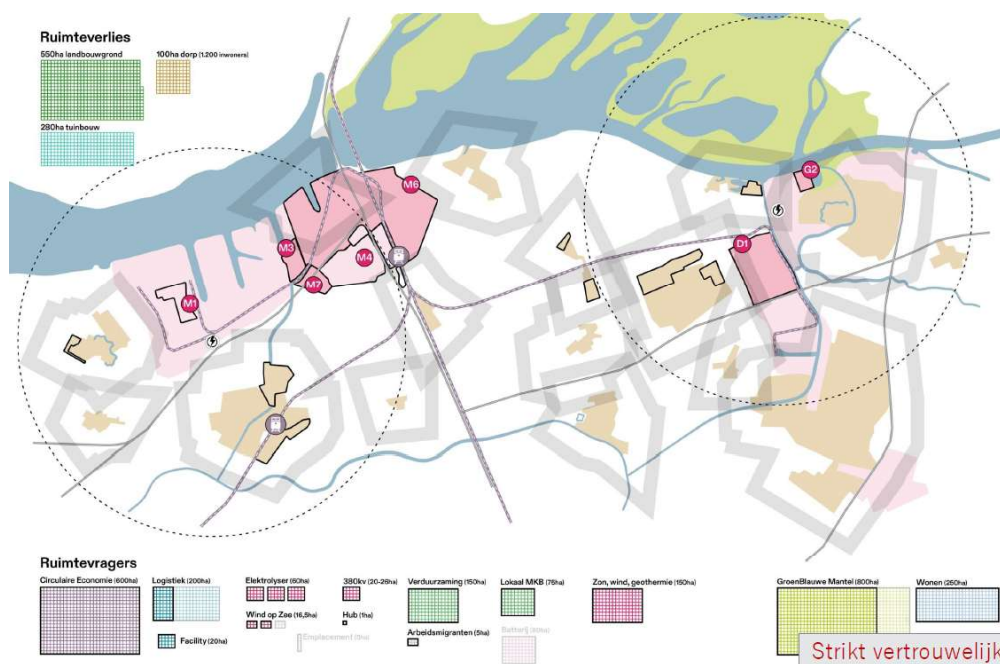 Ruimteverlies
550ha landbouwgrond
100ha dorp (1.200 inwoners)
280ha tuinbouw
M6
G2
M3
M4
D1
M7
M1
Ruimtevragers
Circulaire Economie (600ha)
Logistiek (200ha)
Facility (20ha)
Elektrolyser (60ha)
Wind op Zee (16,5ha)
Emplacement
380kv (20-25ha)
Hub (1ha)
Verduurzaming (150ha)
Arbeidsmigranten (5ha)
Lokaal MKB (75ha)
Batterij
Zon, wind, geothermie (150ha)
GroenBlauwe Mantel (800ha)
Wonen (250ha)
Strikt vertrouwelijk